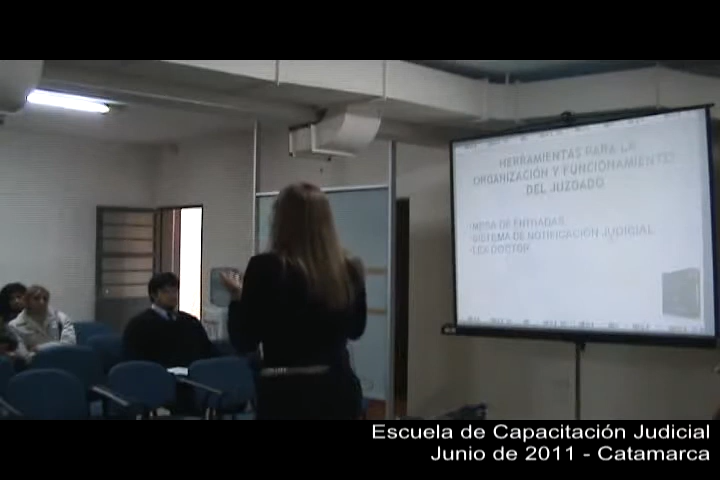 HERRAMIENTAS PARA LA
ORGANIZACIÓN Y FUNCIONAMIENTO
DEL JUZGADO
MESA DE ENTRADAS
SISTEMA DE NOTIFICACIÓN JUDICIAL
LEX DOCTOR
Escuela de Capacitación Judicial
Junio de 2011 - Catamarca